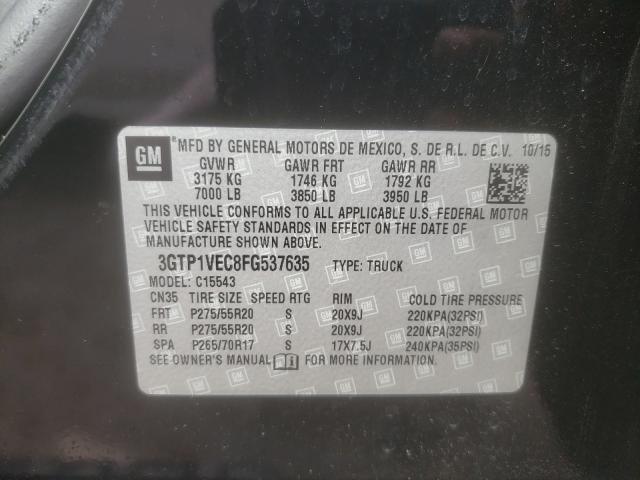 GM
MFD BY GENERAL MOTORS DE MEXICO, S. DE R.L. DE C.V. 10/15
GVWR GAWR FRT GAWR RR
3175 KG 1746 KG 1792 KG
7000 LB 3850 LB 3950 LB
THIS VEHICLE CONFORMS TO ALL APPLICABLE U.S. FEDERAL MOTOR
VEHICLE SAFETY STANDARDS IN EFFECT ON THE DATE OF
MANUFACTURE SHOWN ABOVE.
3GTP1VEC8FG537635 TYPE: TRUCK
MODEL: C15543
CN35 TIRE SIZE SPEED RTG RIM COLD TIRE PRESSURE
FRT P275/55R20 S 20X9J 220KPA(32PSI)
RR P275/55R20 S 20X9J 220KPA(32PSI)
SPA P265/70R17 S 17X7.5J 240KPA(35PSI)
SEE OWNER'S MANUAL FOR MORE INFORMATION.